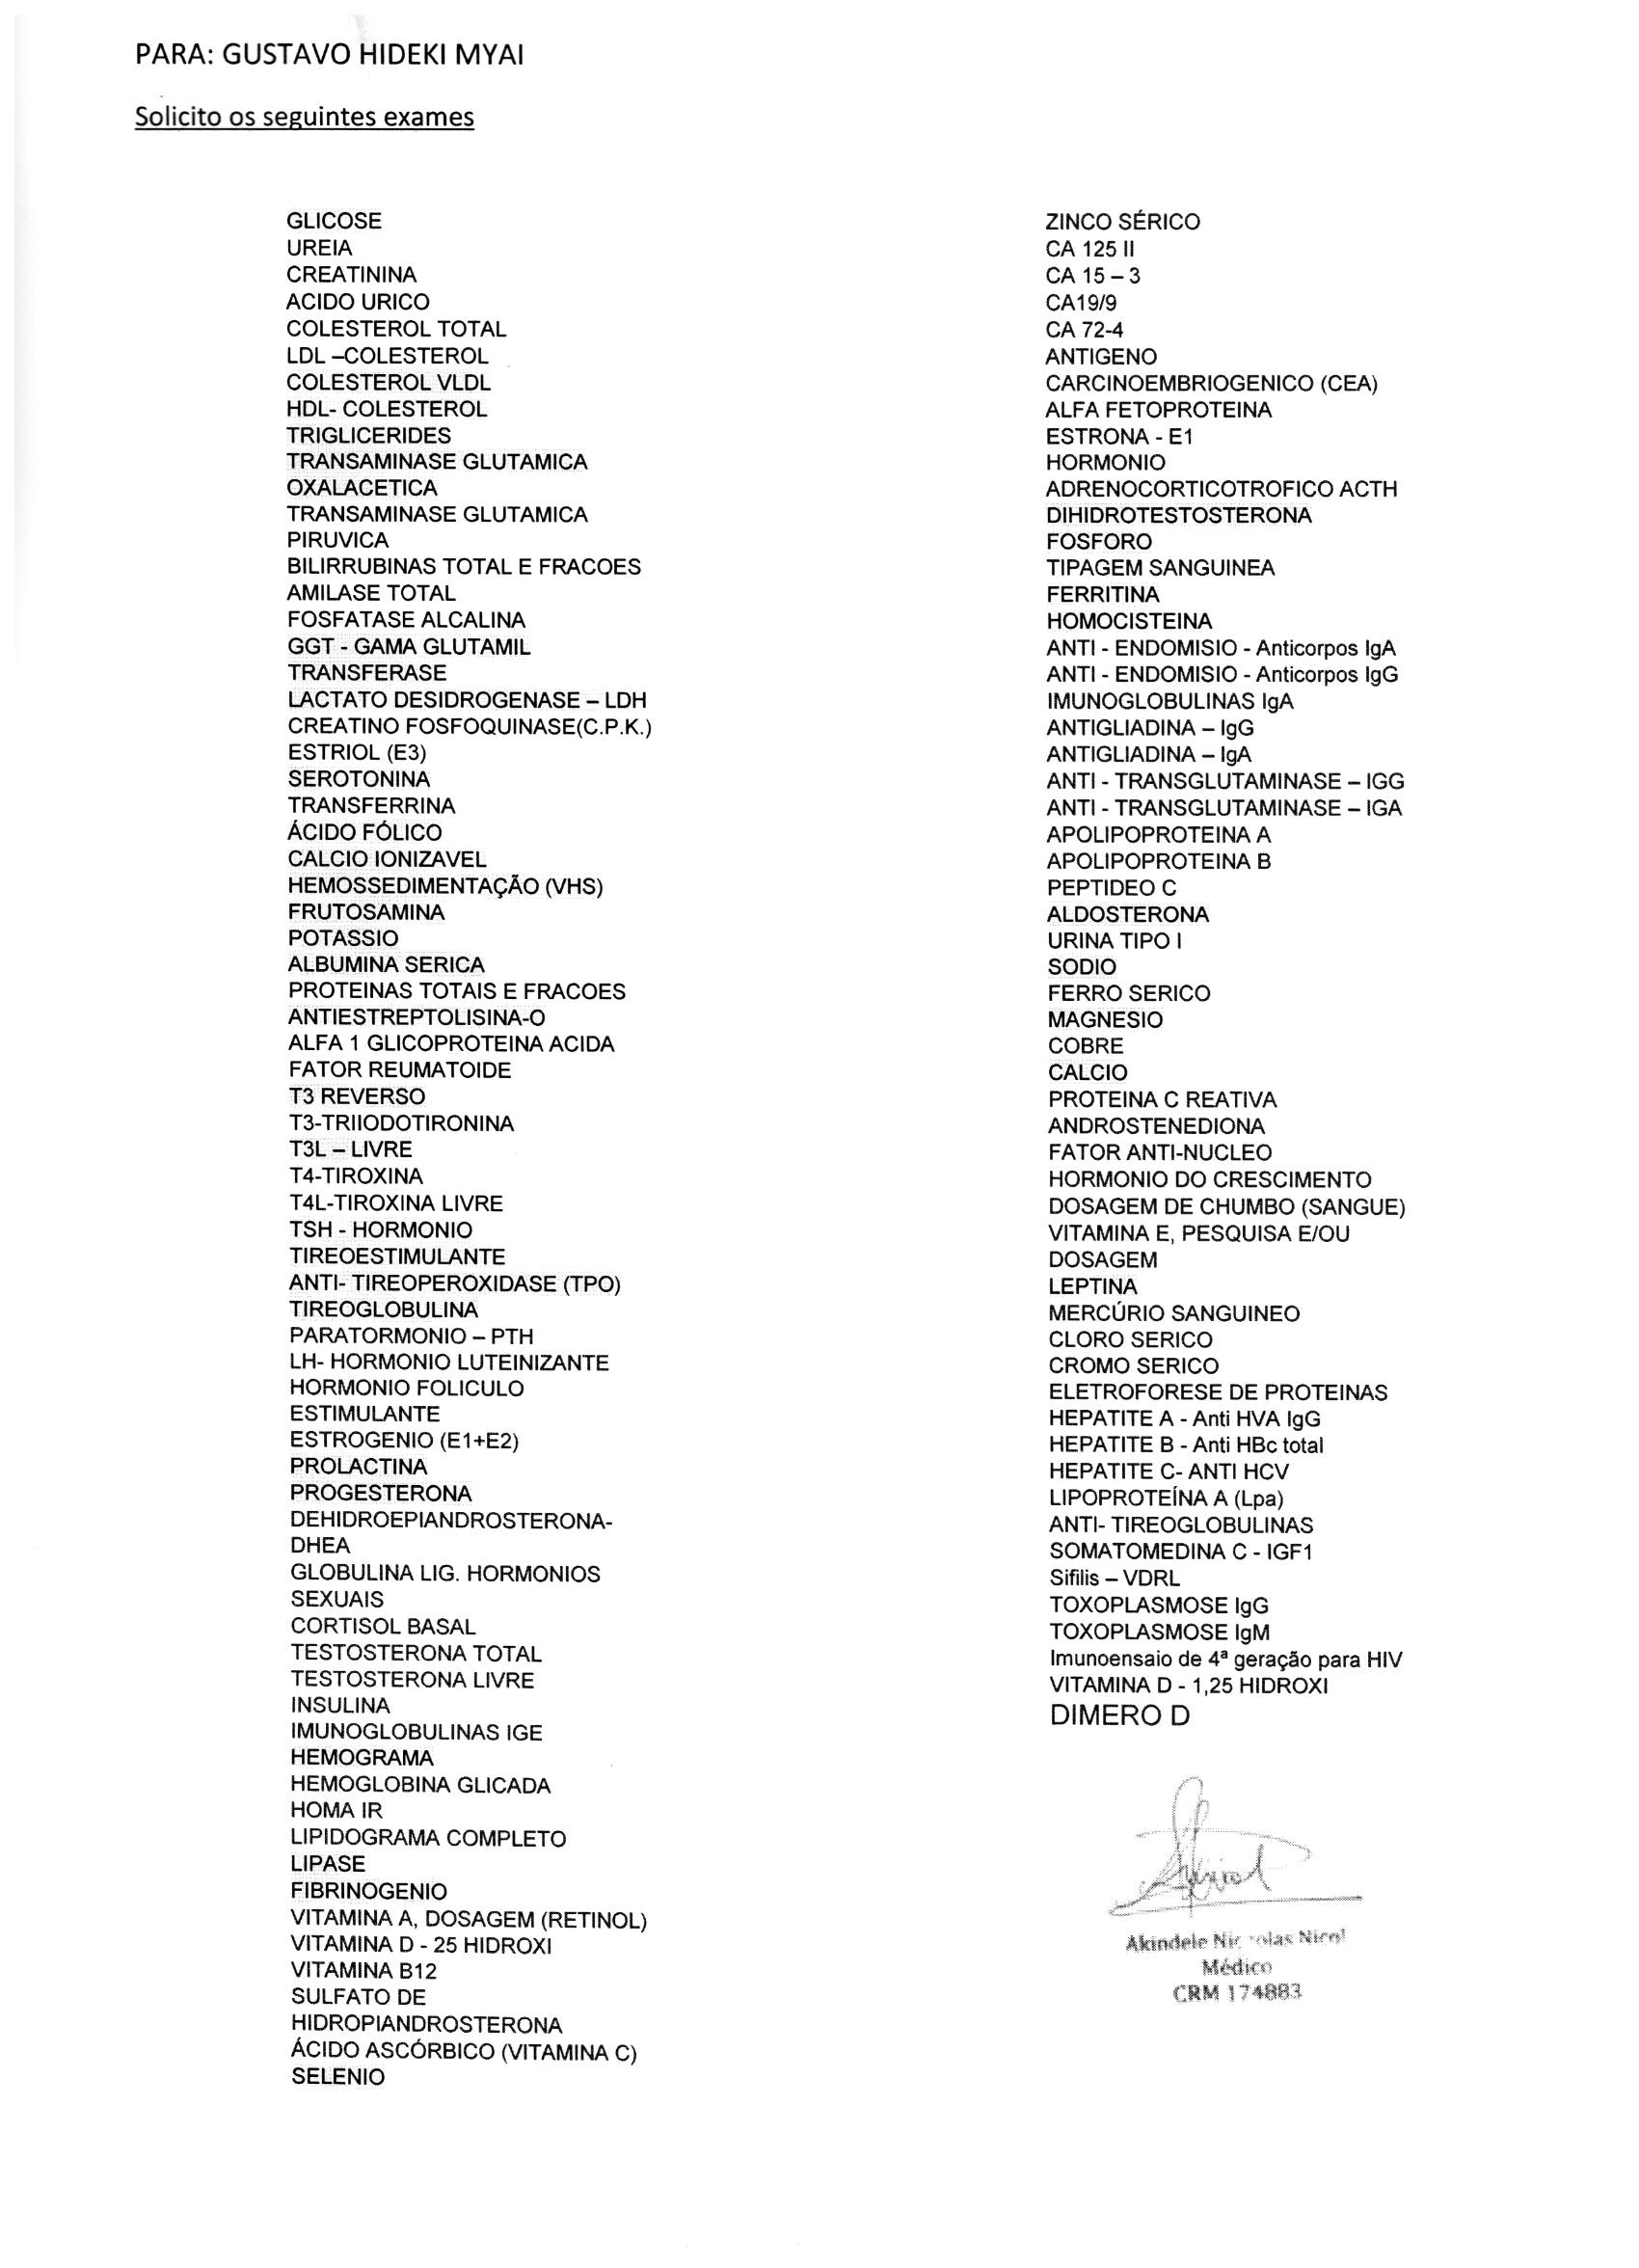 PARA: GUSTAVO HIDEKI MYAI
Solicito os seguintes exames
GLICOSE
UREIA
CREATININA
ACIDO URICO
COLESTEROL TOTAL
LDL –COLESTEROL
COLESTEROL VLDL
HDL- COLESTEROL
TRIGLICERIDES
TRANSAMINASE GLUTAMICA
OXALACETICA
TRANSAMINASE GLUTAMICA
PIRUVICA
BILIRRUBINAS TOTAL E FRACOES
AMILASE TOTAL
FOSFATASE ALCALINA
GGT - GAMA GLUTAMIL
TRANSFERASE
LACTATO DESIDROGENASE – LDH
CREATINO FOSFOQUINASE(C.P.K.)
ESTRIOL (E3)
SEROTONINA
TRANSFERRINA
ÁCIDO FÓLICO
CALCIO IONIZAVEL
HEMOSSEDIMENTAÇÃO (VHS)
FRUTOSAMINA
POTASSIO
ALBUMINA SERICA
PROTEINAS TOTAIS E FRACOES
ANTIESTREPTOLISINA-O
ALFA 1 GLICOPROTEINA ACIDA
FATOR REUMATOIDE
T3 REVERSO
T3-TRIIODOTIRONINA
T3L – LIVRE
T4-TIROXINA
T4L-TIROXINA LIVRE
TSH - HORMONIO
TIREOESTIMULANTE
ANTI- TIREOPEROXIDASE (TPO)
TIREOGLOBULINA
PARATORMONIO – PTH
LH- HORMONIO LUTEINIZANTE
HORMONIO FOLICULO
ESTIMULANTE
ESTROGENIO (E1+E2)
PROLACTINA
PROGESTERONA
DEHIDROEPIANDROSTERONA-
DHEA
GLOBULINA LIG. HORMONIOS
SEXUAIS
CORTISOL BASAL
TESTOSTERONA TOTAL
TESTOSTERONA LIVRE
INSULINA
IMUNOGLOBULINAS IGE
HEMOGRAMA
HEMOGLOBINA GLICADA
HOMA IR
LIPIDOGRAMA COMPLETO
LIPASE
FIBRINOGENIO
VITAMINA A, DOSAGEM (RETINOL)
VITAMINA D - 25 HIDROXI
VITAMINA B12
SULFATO DE
HIDROPIANDROSTERONA
ÁCIDO ASCÓRBICO (VITAMINA C)
SELENIO
ZINCO SÉRICO
CA 125 II
CA 15 – 3
CA19/9
CA 72-4
ANTIGENO
CARCINOEMBRIOGENICO (CEA)
ALFA FETOPROTEINA
ESTRONA - E1
HORMONIO
ADRENOCORTICOTROFICO ACTH
DIHIDROTESTOSTERONA
FOSFORO
TIPAGEM SANGUINEA
FERRITINA
HOMOCISTEINA
ANTI - ENDOMISIO - Anticorpos IgA
ANTI - ENDOMISIO - Anticorpos IgG
IMUNOGLOBULINAS IgA
ANTIGLIADINA – IgG
ANTIGLIADINA – IgA
ANTI - TRANSGLUTAMINASE – IGG
ANTI - TRANSGLUTAMINASE – IGA
APOLIPOPROTEINA A
APOLIPOPROTEINA B
PEPTIDEO C
ALDOSTERONA
URINA TIPO I
SODIO
FERRO SERICO
MAGNESIO
COBRE
CALCIO
PROTEINA C REATIVA
ANDROSTENEDIONA
FATOR ANTI-NUCLEO
HORMONIO DO CRESCIMENTO
DOSAGEM DE CHUMBO (SANGUE)
VITAMINA E, PESQUISA E/OU
DOSAGEM
LEPTINA
MERCÚRIO SANGUINEO
CLORO SERICO
CROMO SERICO
ELETROFORESE DE PROTEINAS
HEPATITE A - Anti HVA IgG
HEPATITE B - Anti HBc total
HEPATITE C- ANTI HCV
LIPOPROTEÍNA A (Lpa)
ANTI- TIREOGLOBULINAS
SOMATOMEDINA C - IGF1
Sifilis – VDRL
TOXOPLASMOSE IgG
TOXOPLASMOSE IgM
Imunoensaio de 4ª geração para HIV
VITAMINA D - 1,25 HIDROXI
DIMERO D
Akindele Nicol
Médico
CRM 174883